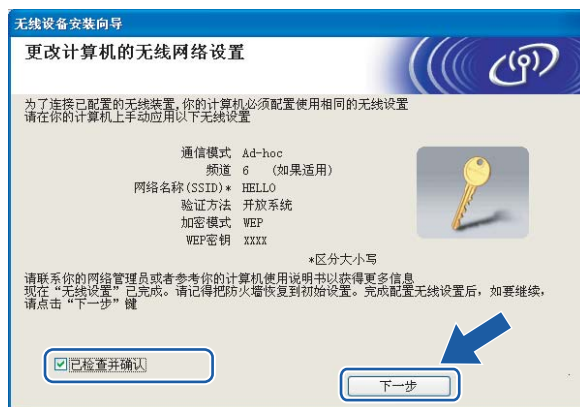 无线设备安装向导
更改计算机的无线网络设置
为了连接已配置的无线装置,你的计算机必须配置使用相同的无线设置
请在你的计算机上手动应用以下无线设置
通信模式 Ad-hoc
频道 6 (如果适用)
网络名称(SSID)* HELLO
验证方法 开放系统
加密模式 WEP
WEP密钥 XXXX
*区分大小写
请联系你的网络管理员或者参考你的计算机使用说明书以获得更多信息
现在“无线设置”已完成。请记得把防火墙恢复到初始设置。完成配置无线设置后，如要继续，
请点击“下一步”键
已检查并确认
下一步